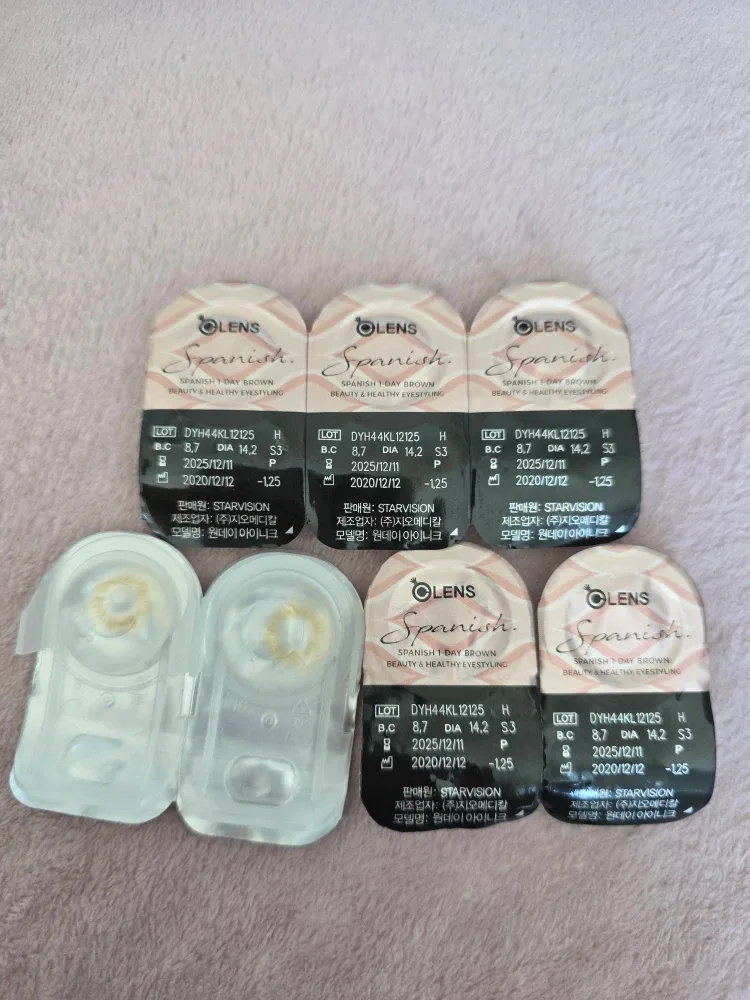 OLENS
Spanish.
SPANISH 1-DAY BROWN
BEAUTY & HEALTHY EYESTYLING
LOT DYH44KL12125 H
B.C 8,7 DIA 14,2 S3
2025/12/11 P
2020/12/12 -1,25
판매원: STARVISION
제조업자: (주)지오메디칼
모델명: 원데이 아이니크
OLENS
Spanish.
SPANISH 1-DAY BROWN
BEAUTY & HEALTHY EYESTYLING
LOT DYH44KL12125 H
B.C 8,7 DIA 14,2 S3
2025/12/11 P
2020/12/12 -1,25
판매원: STARVISION
제조업자: (주)지오메디칼
모델명: 원데이 아이니크
OLENS
Spanish.
SPANISH 1-DAY BROWN
BEAUTY & HEALTHY EYESTYLING
LOT DYH44KL12125 H
B.C 8,7 DIA 14,2 S3
2025/12/11 P
2020/12/12 -1,25
판매원: STARVISION
제조업자: (주)지오메디칼
모델명: 원데이 아이니크
OLENS
Spanish.
SPANISH 1-DAY BROWN
BEAUTY & HEALTHY EYESTYLING
LOT DYH44KL12125 H
B.C 8,7 DIA 14,2 S3
2025/12/11 P
2020/12/12 -1,25
판매원: STARVISION
제조업자: (주)지오메디칼
모델명: 원데이 아이니크
OLENS
Spanish.
SPANISH 1-DAY BROWN
BEAUTY & HEALTHY EYESTYLING
LOT DYH44KL12125 H
B.C 8,7 DIA 14,2 S3
2025/12/11 P
2020/12/12 -1,25
판매원: STARVISION
제조업자: (주)지오메디칼
모델명: 원데이 아이니크